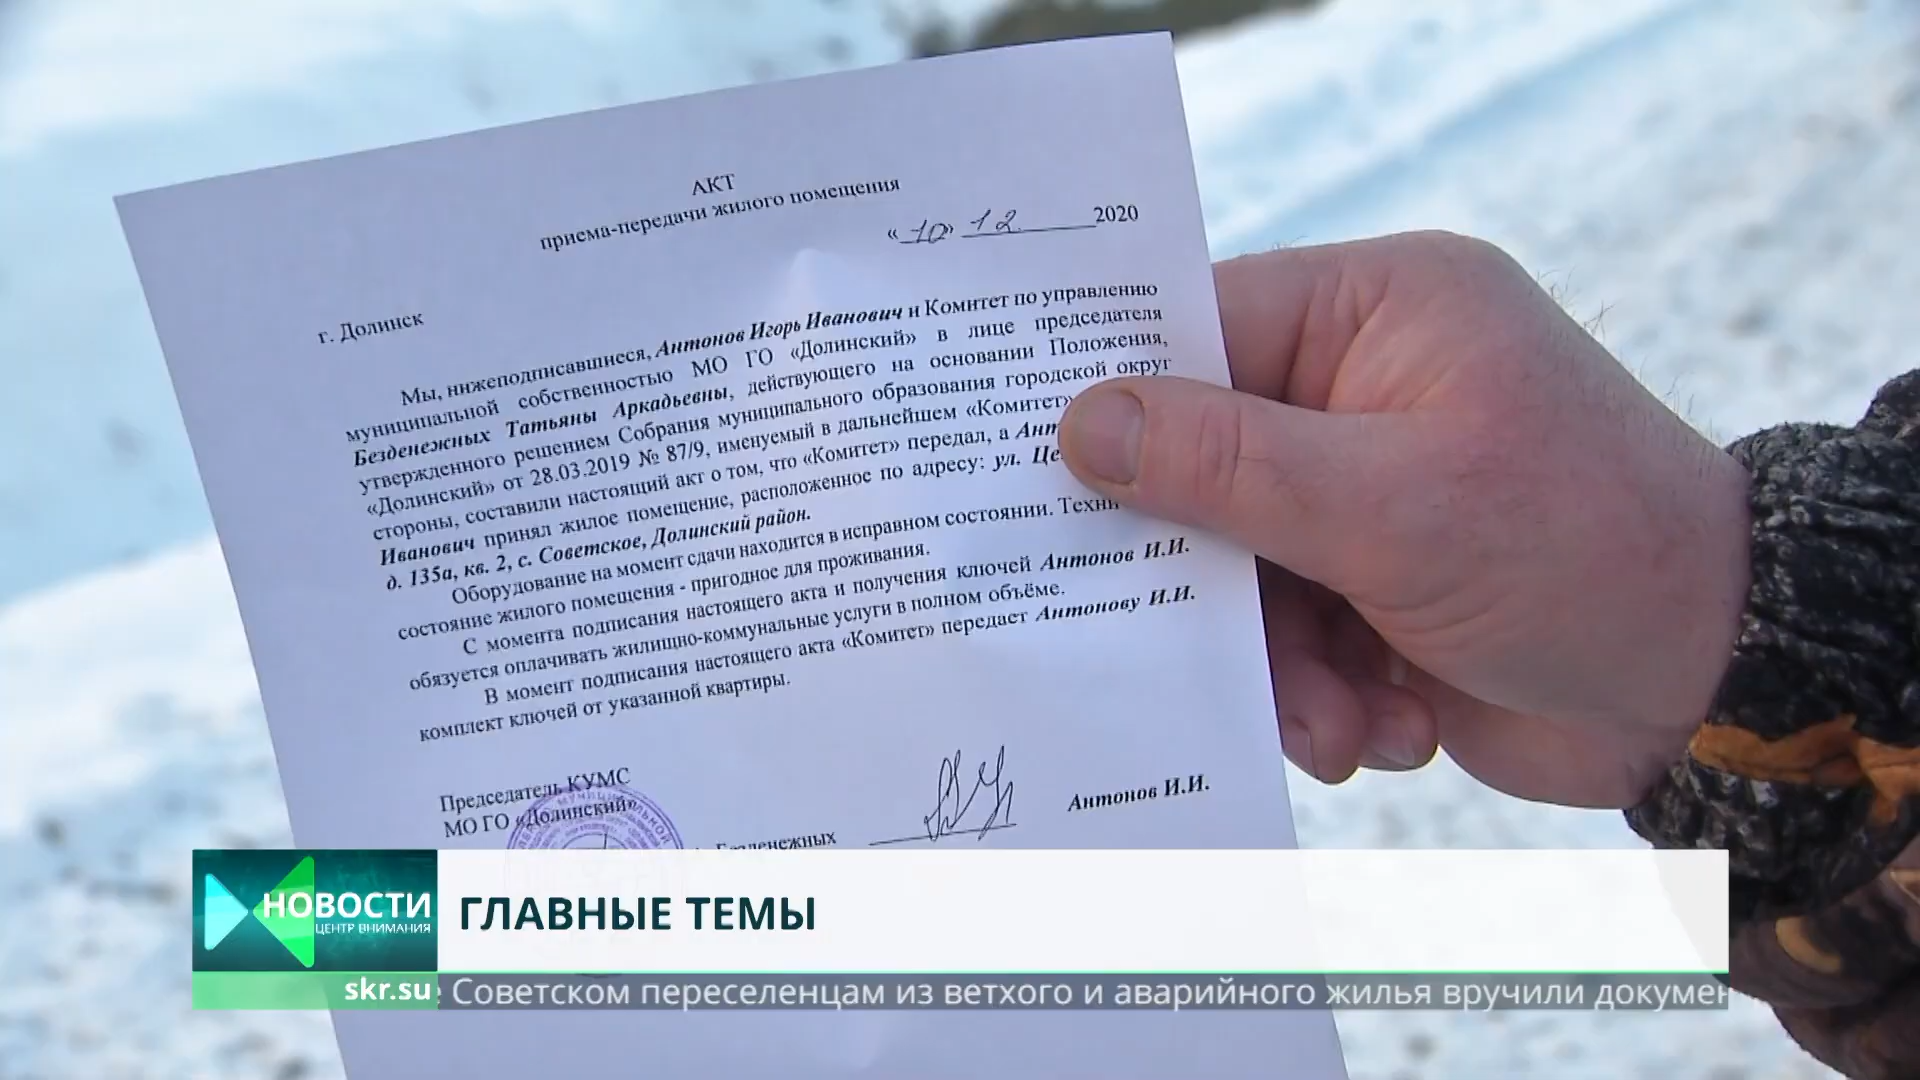 АКТ
приема-передачи жилого помещения
«10» 12. 2020
г. Долинск
Мы, нижеподписавшиеся, Антонов Игорь Иванович и Комитет по управлению
муниципальной собственностью МО ГО «Долинский» в лице председателя
Безденежных Татьяны Аркадьевны, действующего на основании Положения,
утвержденного решением Собрания муниципального образования городской округ
«Долинский» от 28.03.2019 № 87/9, именуемый в дальнейшем «Комитет»
стороны, составили настоящий акт о том, что «Комитет» передал, а Ант
Иванович принял жилое помещение, расположенное по адресу: ул. Це
д. 135а, кв. 2, с. Советское, Долинский район.
Оборудование на момент сдачи находится в исправном состоянии. Техни
состояние жилого помещения - пригодное для проживания.
С момента подписания настоящего акта и получения ключей Антонов И.И.
обязуется оплачивать жилищно-коммунальные услуги в полном объёме.
В момент подписания настоящего акта «Комитет» передает Антонову И.И.
комплект ключей от указанной квартиры.
Председатель КУМС
МО ГО «Долинский»
МУНИЦИПАЛЬНОЙ
Безденежных
Антонов И.И.
НОВОСТИ
ЦЕНТР ВНИМАНИЯ
ГЛАВНЫЕ ТЕМЫ
skr.su
е Советском переселенцам из ветхого и аварийного жилья вручили докумен